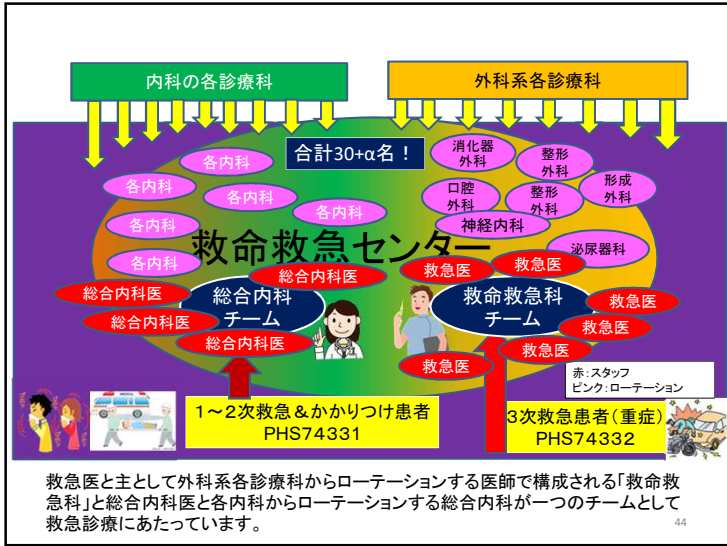 内科の各診療科
外科系各診療科
合計30+α名！
各内科
各内科
各内科
各内科
各内科
各内科
消化器
外科
整形
外科
形成
外科
口腔
外科
整形
外科
神経内科
泌尿器科
救命救急センター
総合内科医
総合内科医
総合内科医
総合内科医
総合内科
チーム
救急医
救急医
救急医
救急医
救急医
救急医
救命救急科
チーム
赤：スタッフ
ピンク：ローテーション
1～2次救急＆かかりつけ患者
PHS74331
3次救急患者（重症）
PHS74332
救急医と主として外科系各診療科からローテーションする医師で構成される「救命救
急科」と総合内科医と各内科からローテーションする総合内科が一つのチームとして
救急診療にあたっています。
44